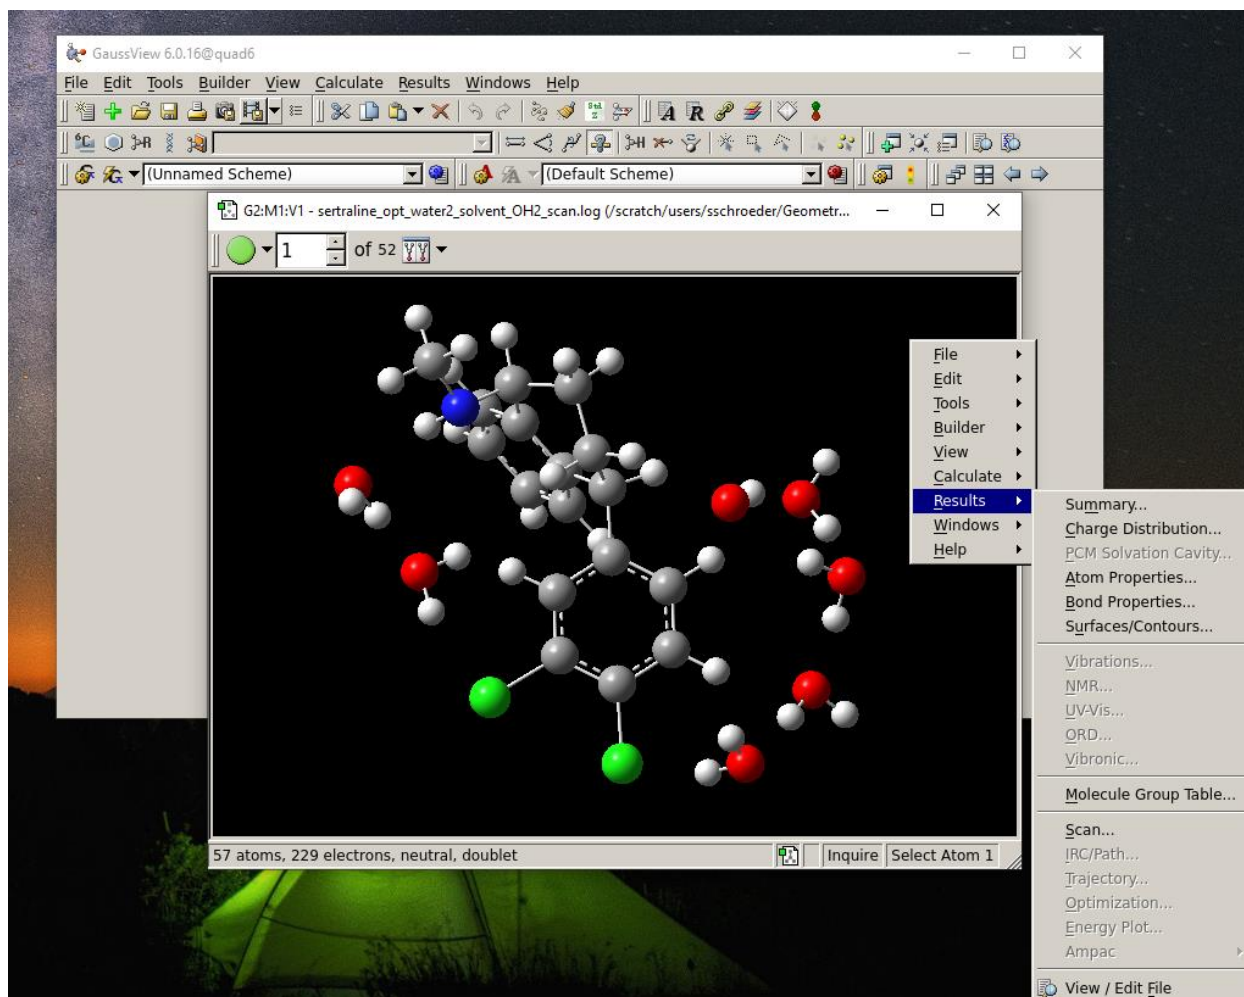 GaussView 6.0.16@quad6
File Edit Tools Builder View Calculate Results Windows Help
(Unnamed Scheme)
(Default Scheme)
G2:M1:V1 - sertraline_opt_water2_solvent_OH2_scan.log (/scratch/users/sschroeder/Geometr...
1 of 52
File
Edit
Tools
Builder
View
Calculate
Results
Windows
Help
Summary...
Charge Distribution...
PCM Solvation Cavity...
Atom Properties...
Bond Properties...
Surfaces/Contours...
Vibrations...
NMR...
UV-Vis...
ORD...
Vibronic...
Molecule Group Table...
Scan...
IRC/Path...
Trajectory...
Optimization...
Energy Plot...
Ampac
View / Edit File
57 atoms, 229 electrons, neutral, doublet
Inquire
Select Atom 1